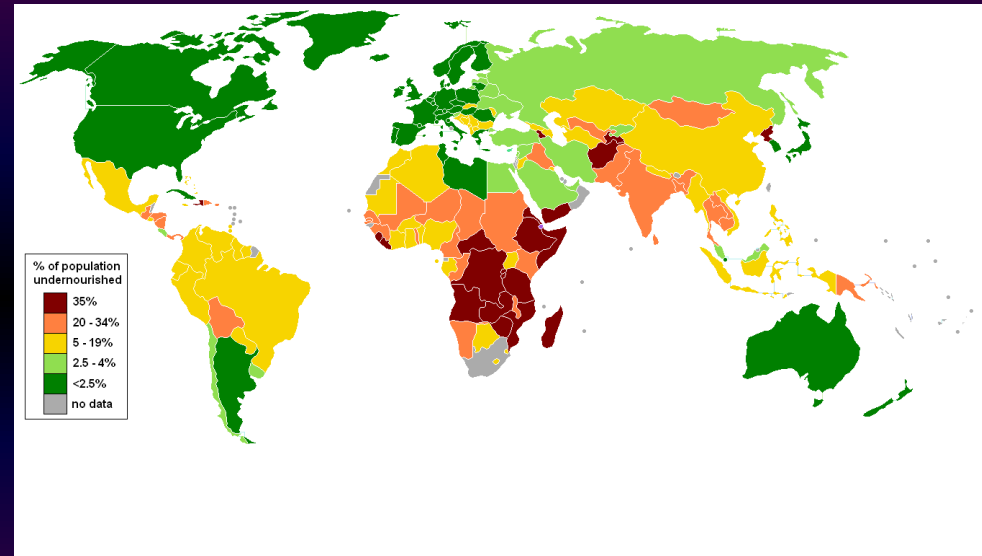 % of population
undernourished
35%
20 - 34%
5 - 19%
2.5 - 4%
<2.5%
no data